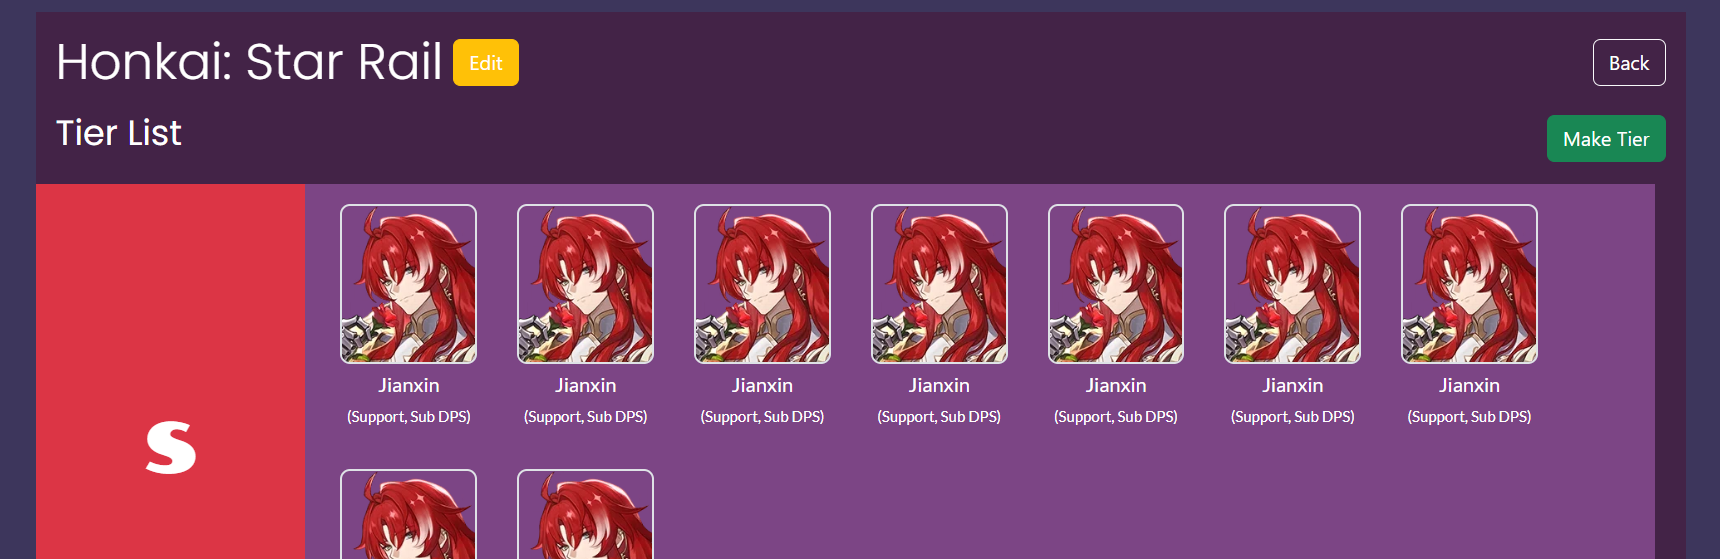 Honkai: Star Rail Edit Back
Tier List Make Tier
S
Jianxin Jianxin Jianxin Jianxin Jianxin Jianxin Jianxin
(Support, Sub DPS) (Support, Sub DPS) (Support, Sub DPS) (Support, Sub DPS) (Support, Sub DPS) (Support, Sub DPS) (Support, Sub DPS)